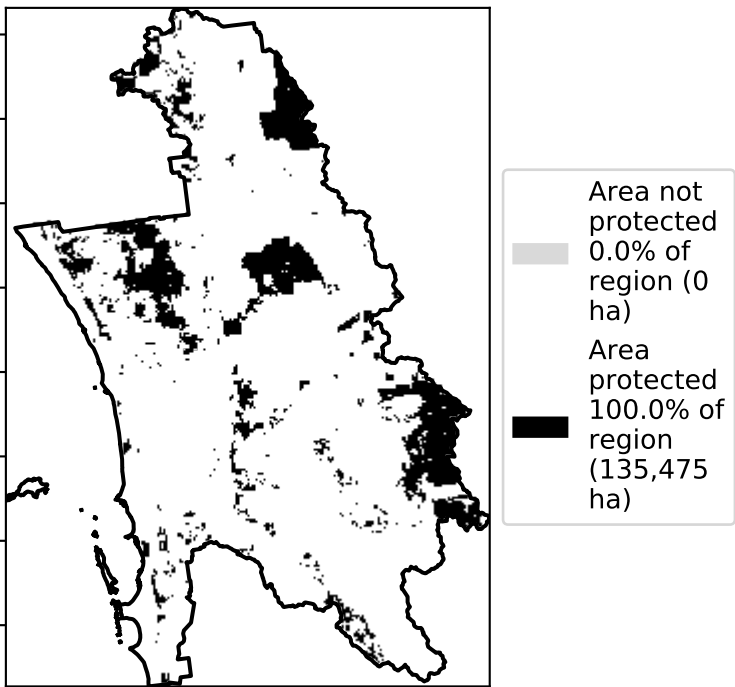 Area not
protected
0.0% of
region (0
ha)
Area
protected
100.0% of
region
(135,475
ha)